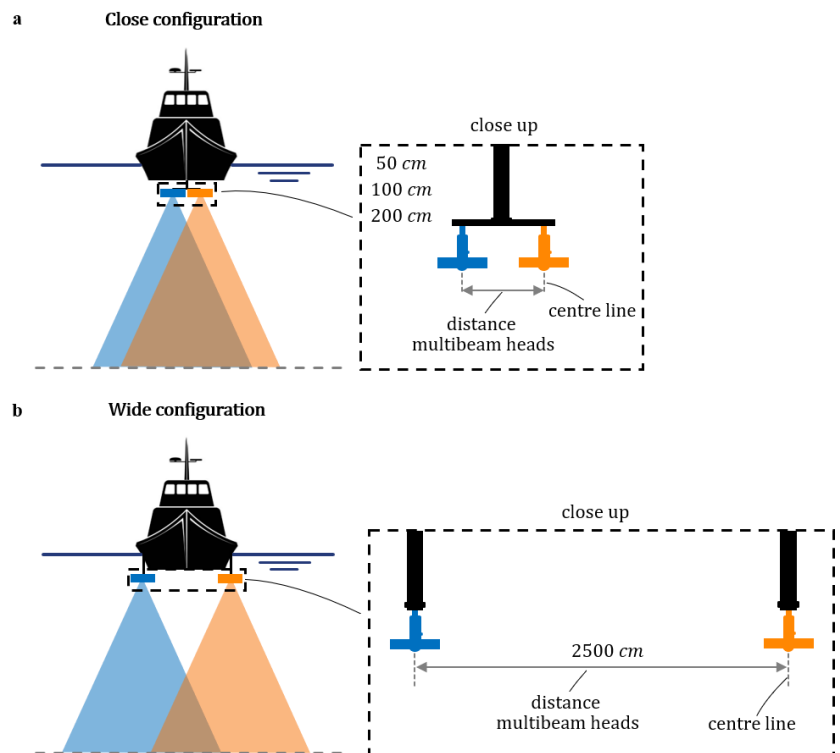 a
Close configuration
close up
50 cm
100 cm
200 cm
centre line
distance
multibeam heads
b
Wide configuration
close up
2500 cm
distance
multibeam heads
centre line